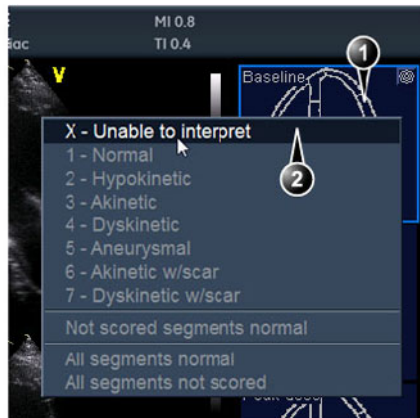 MI 0.8
TI 0.4
V
Baseline
1
X - Unable to interpret
2
1 - Normal
2 - Hypokinetic
3 - Akinetic
4 - Dyskinetic
5 - Aneurysmal
6 - Akinetic w/scar
7 - Dyskinetic w/scar
Not scored segments normal
All segments normal
All segments not scored